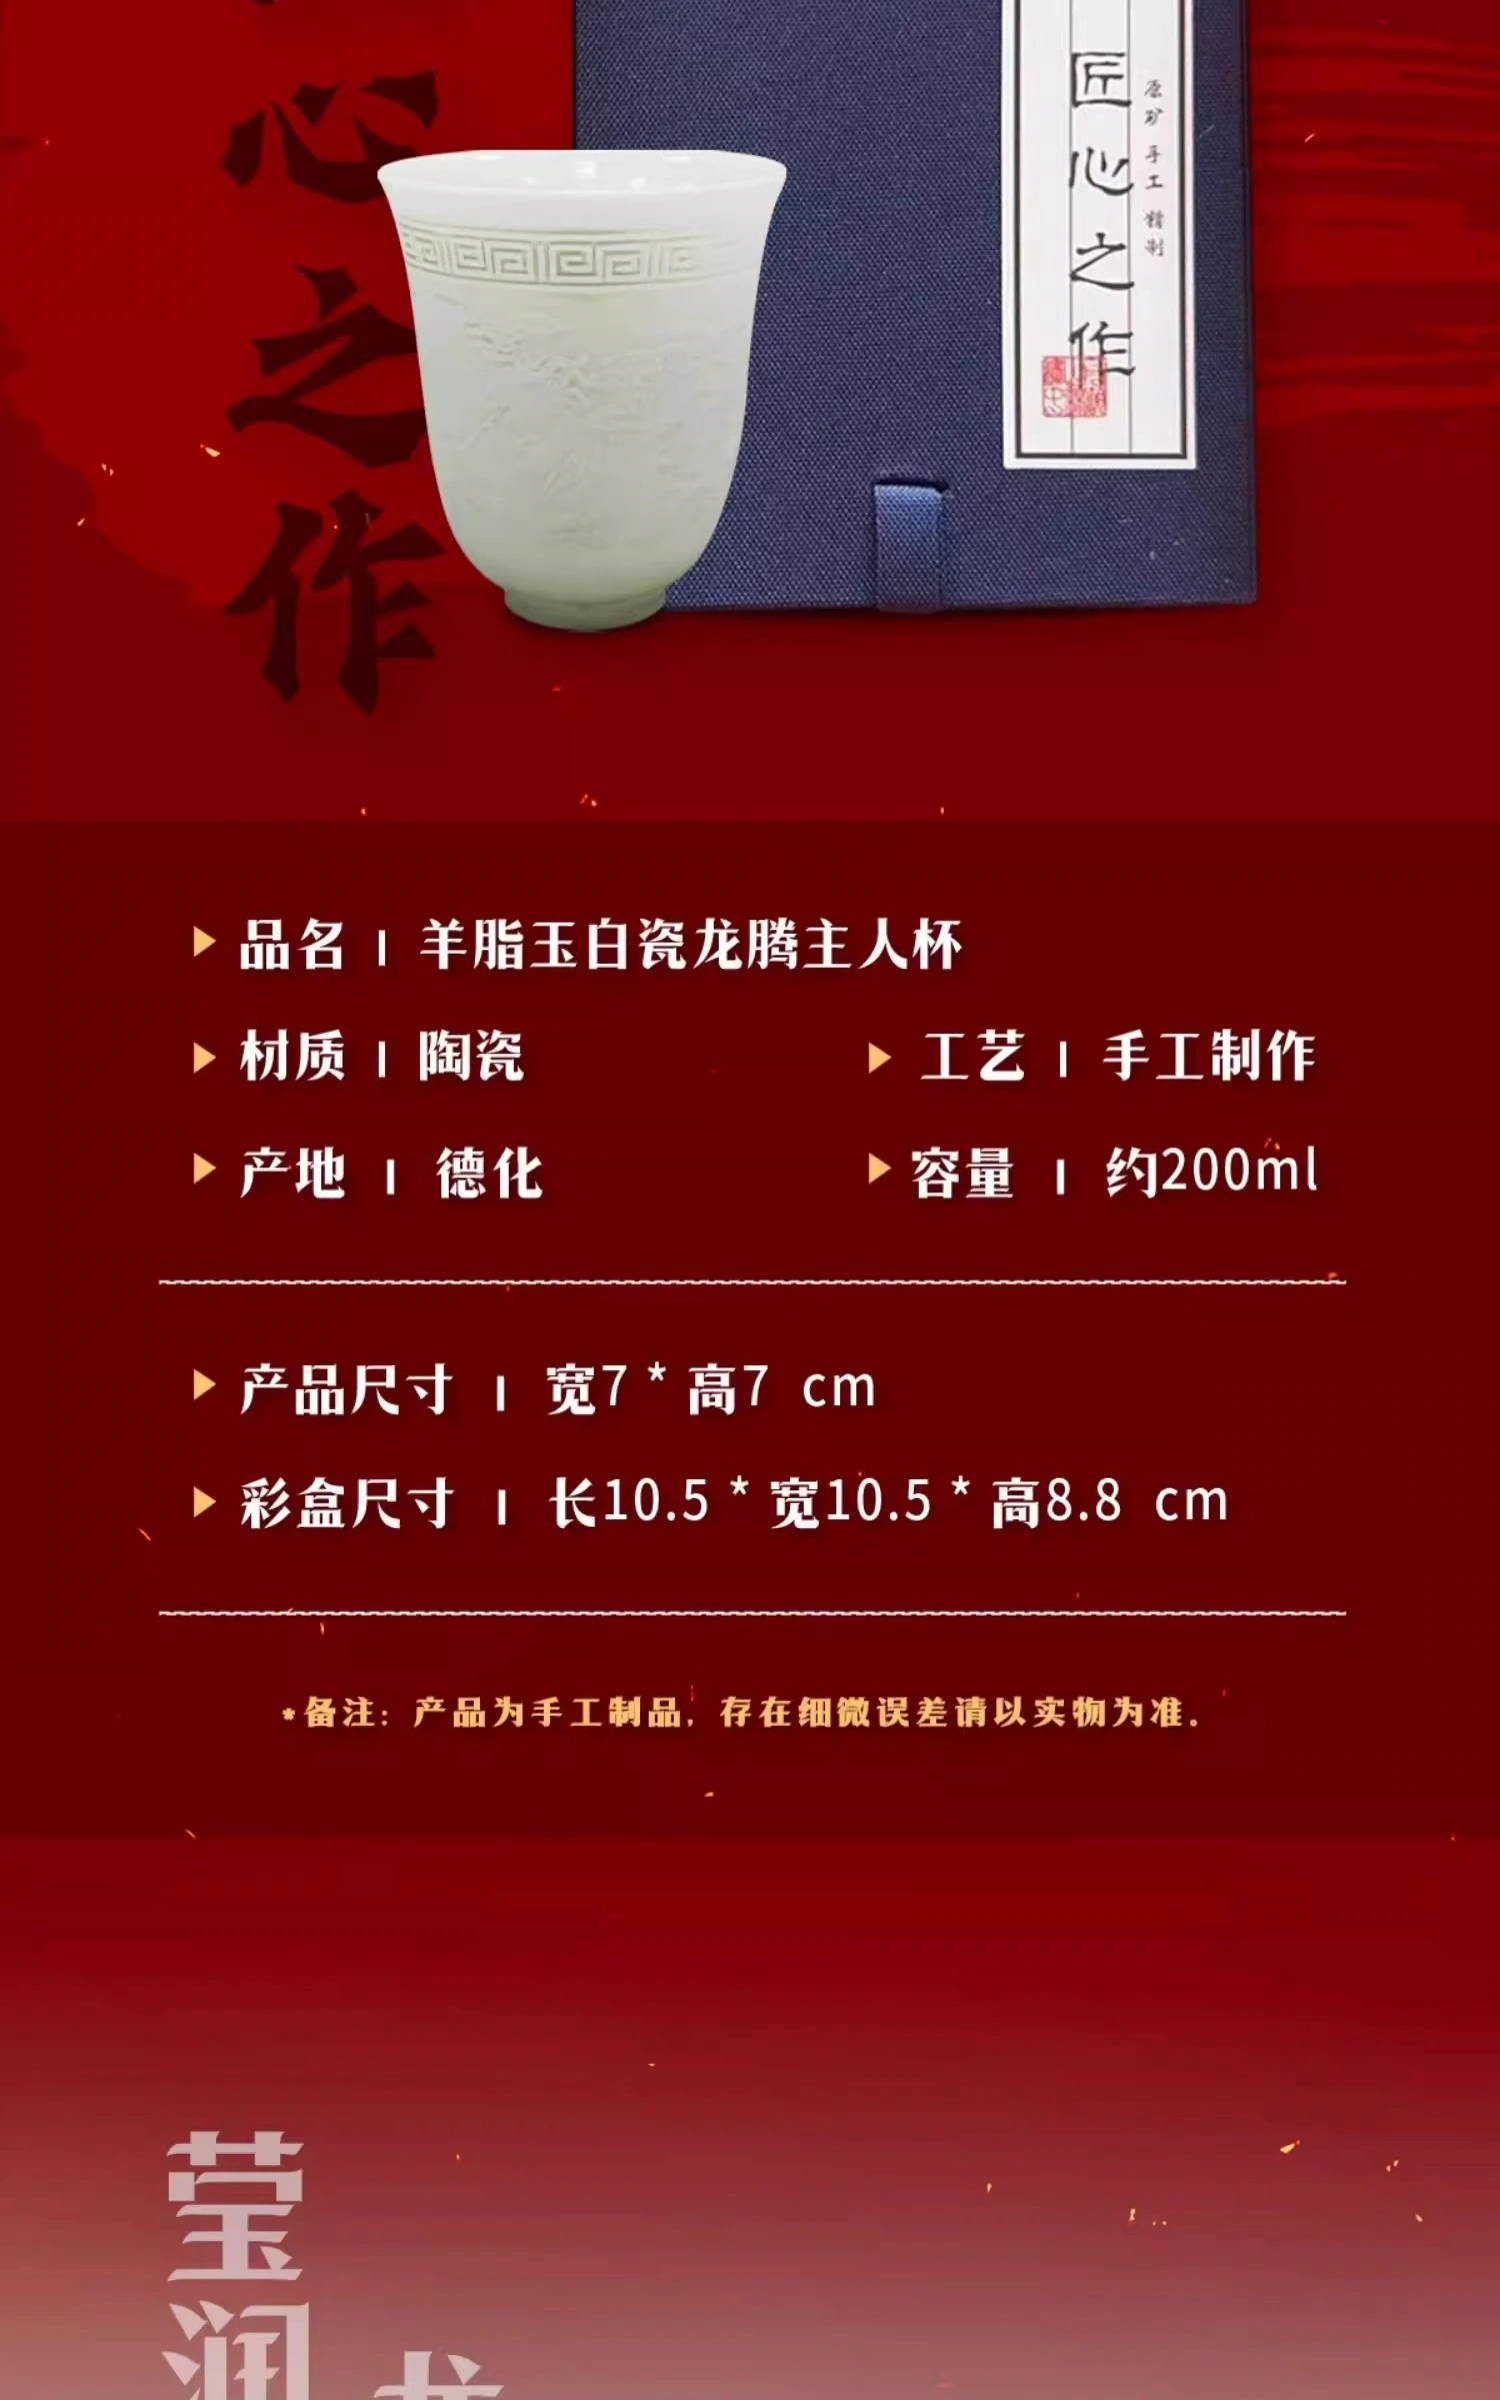 心之作
匠心之作
原矿 手工 精制
品名 | 羊脂玉白瓷龙腾主人杯
材质 | 陶瓷
工艺 | 手工制作
产地 | 德化
容量 | 约200ml
产品尺寸 | 宽7 * 高7 cm
彩盒尺寸 | 长10.5 * 宽10.5 * 高8.8 cm
*备注：产品为手工制品，存在细微误差请以实物为准。
莹润